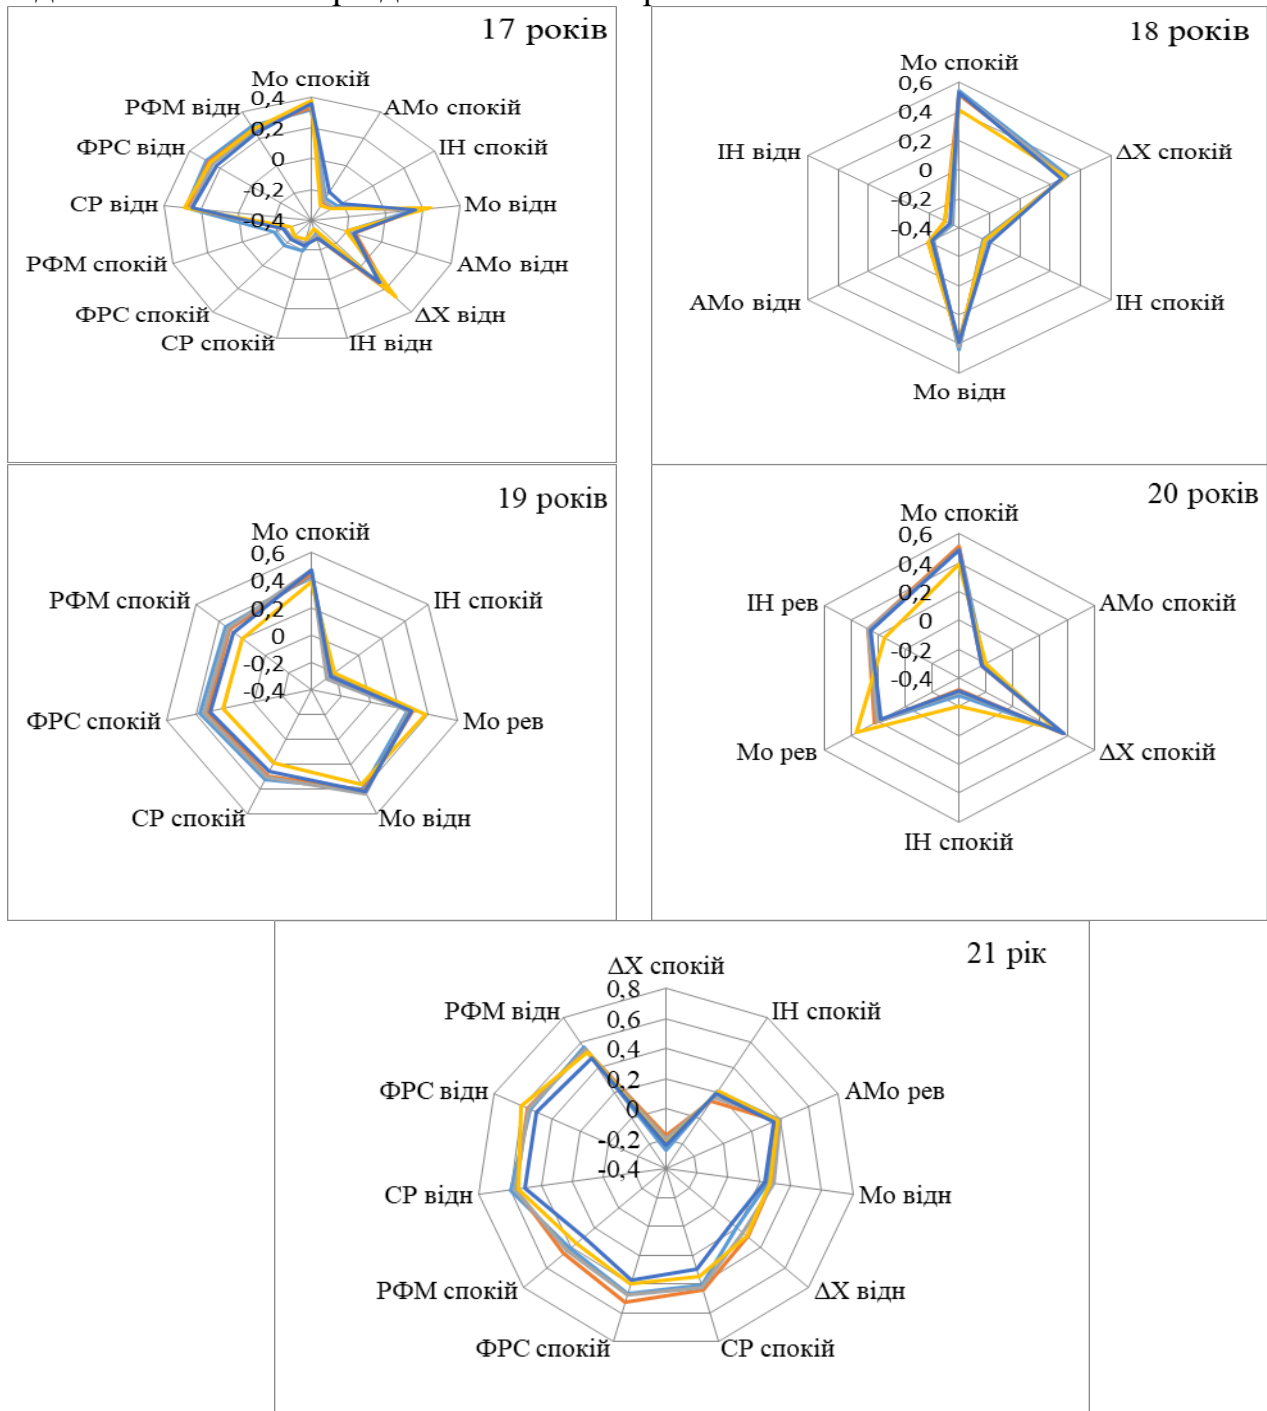 17 років
Мо спокій
АМо спокій
ІН спокій
Мо відн
АМо відн
ΔХ відн
ІН відн
СР спокій
ФРС спокій
РФМ спокій
СР відн
ФРС відн
РФМ відн
0,4
0,2
0
-0,2
-0,4
18 років
Мо спокій
ΔХ спокій
ІН спокій
Мо відн
АМо відн
ІН відн
0,6
0,4
0,2
0
-0,2
-0,4
19 років
Мо спокій
ІН спокій
Мо рев
Мо відн
СР спокій
ФРС спокій
РФМ спокій
0,6
0,4
0,2
0
-0,2
-0,4
20 років
Мо спокій
АМо спокій
ΔХ спокій
ІН спокій
Мо рев
ІН рев
0,6
0,4
0,2
0
-0,2
-0,4
21 рік
ΔХ спокій
ІН спокій
АМо рев
Мо відн
ΔХ відн
СР спокій
ФРС спокій
РФМ спокій
СР відн
ФРС відн
РФМ відн
0,8
0,6
0,4
0,2
0
-0,2
-0,4